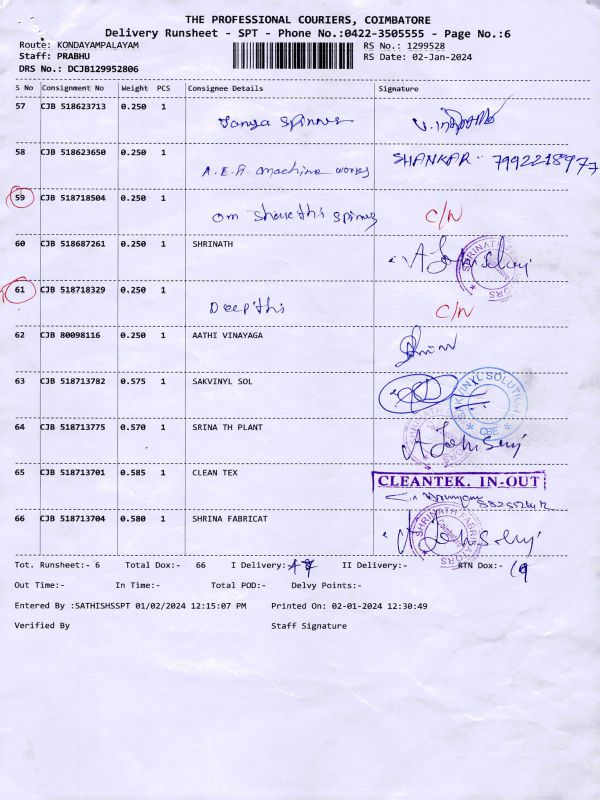 THE PROFESSIONAL COURIERS, COIMBATORE
Delivery Runsheet - SPT - Phone No.:0422-3505555 - Page No.:6
Route: KONDAYAMPALAYAM RS No.: 1299528
Staff: PRABHU RS Date: 02-Jan-2024
DRS No.: DCJB129952806
S No Consignment No Weight PCS Consignee Details Signature
57 CJB 518623713 0.250 1
58 CJB 518623650 0.250 1 A.E.A machine works SHANKAR.
59 CJB 518718504 0.250 1 om C/N
60 CJB 518687261 0.250 1 SHRINATH
61 CJB 518718329 0.250 1 Deepthi C/N
62 CJB 80098116 0.250 1 AATHI VINAYAGA
63 CJB 518713782 0.575 1 SAKVINYL SOL
SAKVINYL SOLUTION
CBE
64 CJB 518713775 0.570 1 SRINA TH PLANT
65 CJB 518713701 0.585 1 CLEAN TEX
CLEANTEK. IN-OUT
66 CJB 518713704 0.580 1 SHRINA FABRICAT
SHRINATH FABRICATORS
Tot. Runsheet:- 6 Total Dox:- 66 I Delivery:- II Delivery:- RTN Dox:-
Out Time:- In Time:- Total POD:- Delvy Points:-
Entered By :SATHISHSSPT 01/02/2024 12:15:07 PM Printed On: 02-01-2024 12:30:49
Verified By Staff Signature